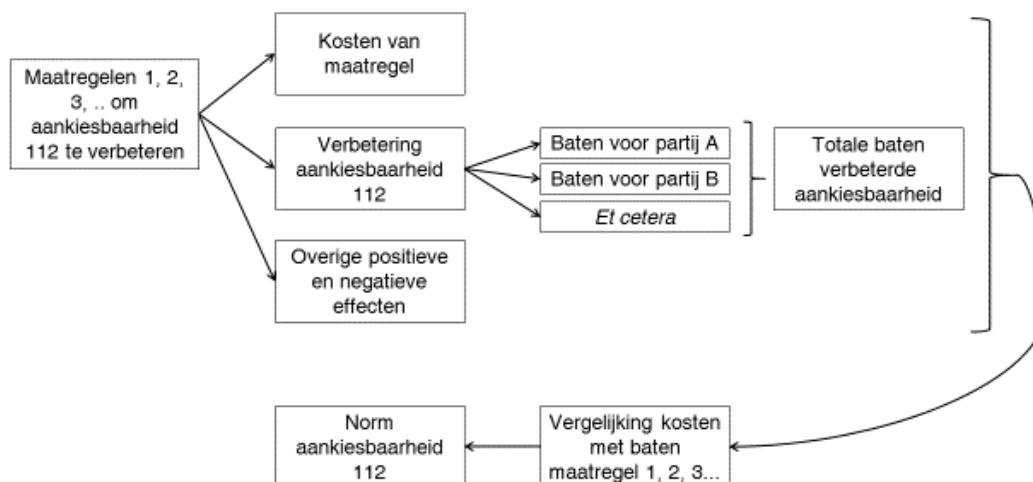 Kosten van
maatregel
Maatregelen 1, 2,
3, .. om
aankiesbaarheid
112 te verbeteren
Verbetering
aankiesbaarheid
112
Baten voor partij A
Baten voor partij B
Et cetera
Totale baten
verbeterde
aankiesbaarheid
Overige positieve
en negatieve
effecten
Norm
aankiesbaarheid
112
Vergelijking kosten
met baten
maatregel 1, 2, 3...